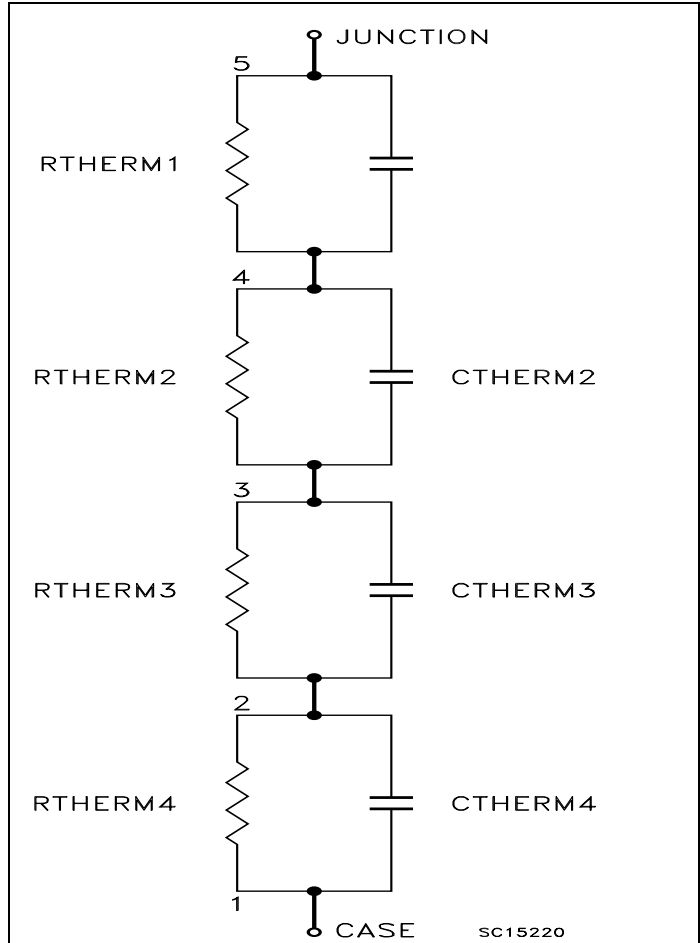 JUNCTION
5
RTHERM1
4
RTHERM2 CTHERM2
3
RTHERM3 CTHERM3
2
RTHERM4 CTHERM4
1
CASE SC15220